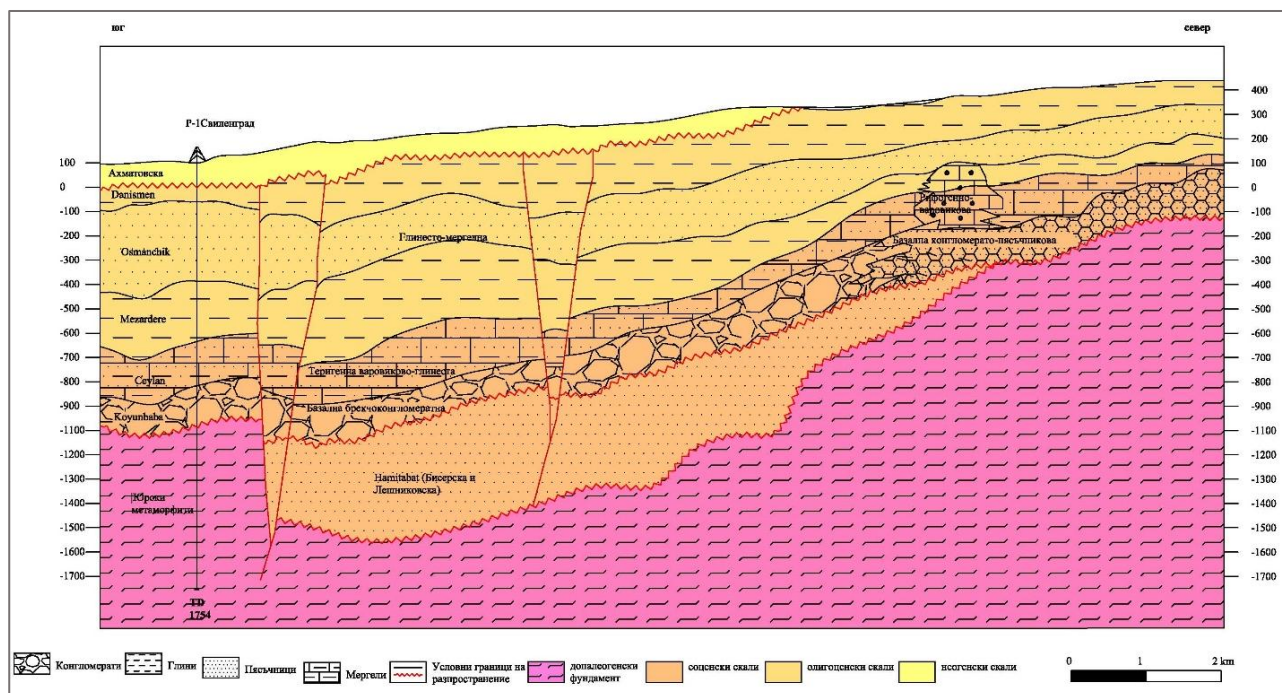 юг
север
Р-1Свиленград
400
300
200
100
0
-100
-200
-300
-400
-500
-600
-700
-800
-900
-1000
-1100
-1200
-1300
-1400
-1500
-1600
-1700
100
0
-100
-200
-300
-400
-500
-600
-700
-800
-900
-1100
-1200
-1300
-1400
-1500
-1600
-1700
Ахматовска
Danismen
Osmanchik
Mezardere
Ceylan
Koyunbaba
Юрски
метаморфити
TD
1754
Глинесто-мергелна
Теригенна варовиково-глинеста
Базална брекчоконгломератна
Hamitabat (Бисерска и
Лешниковска)
Рифогенно-
варовикова
Базална конгломерато-пясъчникова
Конгломерати
Глини
Пясъчници
Мергели
Условни граници на
разпространение
допалеогенски
фундамент
еоценски скали
олигоценски скали
неогенски скали
0
1
2 km